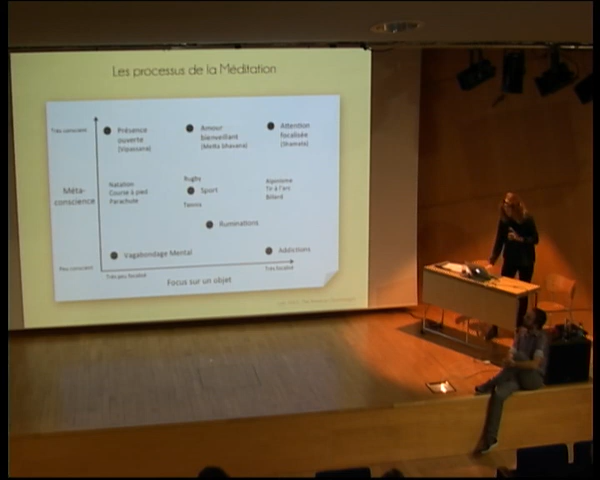 Les processus de la Méditation
Très conscient
Présence
ouverte
(Vipassana)
Amour
bienveillant
(Metta bhavana)
Attention
focalisée
(Shamata)
Méta-
conscience
Natation
Course à pied
Parachute
Rugby
Sport
Tennis
Alpinisme
Tir à l'arc
Billard
Ruminations
Vagabondage Mental
Addictions
Peu conscient
Très peu focalisé
Focus sur un objet
Très focalisé